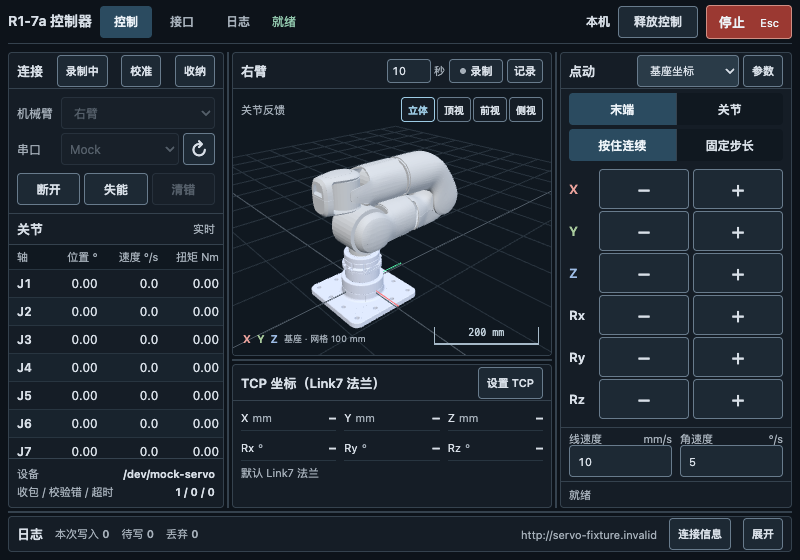 R1-7a 控制器 控制 接口 日志 就绪 本机 释放控制 停止 Esc
连接 录制中 校准 收纳
机械臂 右臂
串口 Mock
断开 失能 清错
关节 实时
轴 位置 ° 速度 °/s 扭矩 Nm
J1 0.00 0.0 0.00
J2 0.00 0.0 0.00
J3 0.00 0.0 0.00
J4 0.00 0.0 0.00
J5 0.00 0.0 0.00
J6 0.00 0.0 0.00
J7 0.00 0.0 0.00
设备 /dev/mock-servo
收包 / 校验错 / 超时 1 / 0 / 0
右臂 10 秒 录制 记录
关节反馈 立体 顶视 前视 侧视
X Y Z 基座 · 网格 100 mm 200 mm
TCP 坐标（Link7 法兰） 设置 TCP
X mm – Y mm – Z mm –
Rx ° – Ry ° – Rz ° –
默认 Link7 法兰
点动 基座坐标 参数
末端 关节
按住连续 固定步长
X − +
Y − +
Z − +
Rx − +
Ry − +
Rz − +
线速度 mm/s 角速度 °/s
10 5
就绪
日志 本次写入 0 待写 0 丢弃 0 http://servo-fixture.invalid 连接信息 展开